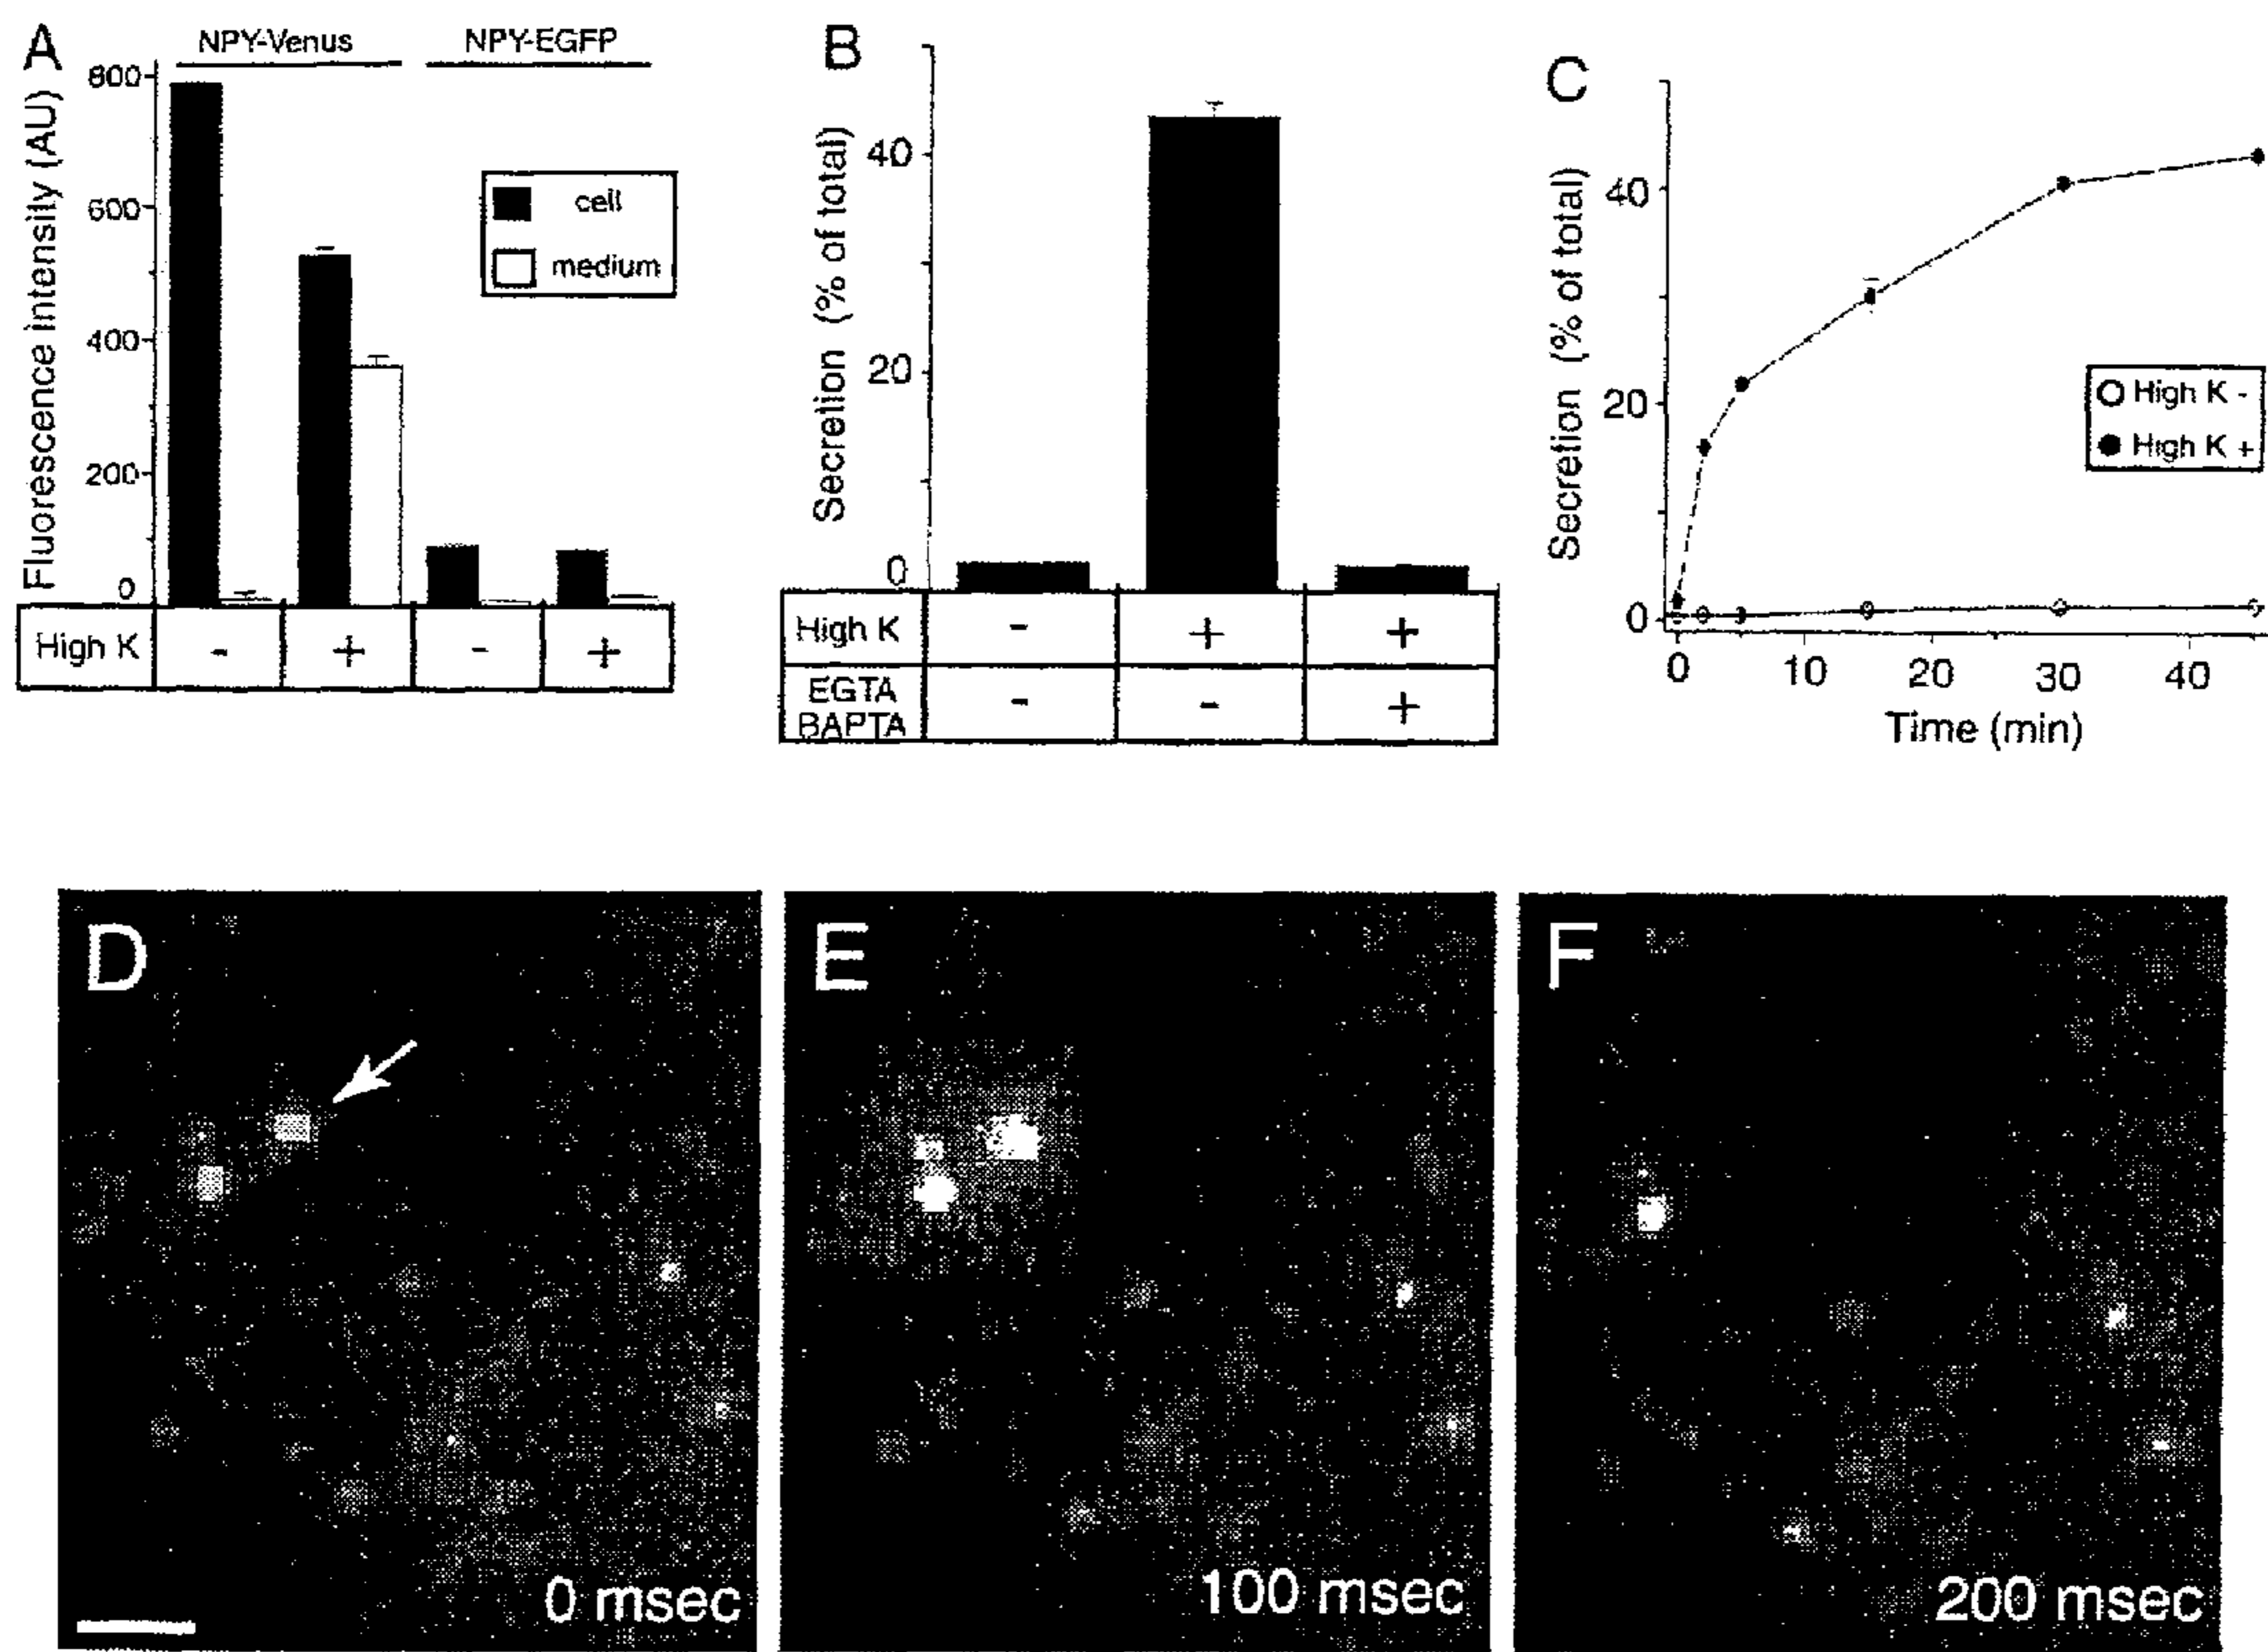 A
NPY-Venus
NPY-EGFP
Fluorescence Intensity (AU)
800
600
400
200
0
cell
medium
High K
-
+
-
+
B
Secretion (% of total)
40
20
0
High K
-
+
+
EGTA
BAPTA
-
-
+
C
Secretion (% of total)
40
20
0
High K -
High K +
0
10
20
30
40
Time (min)
D
0 msec
E
100 msec
F
200 msec